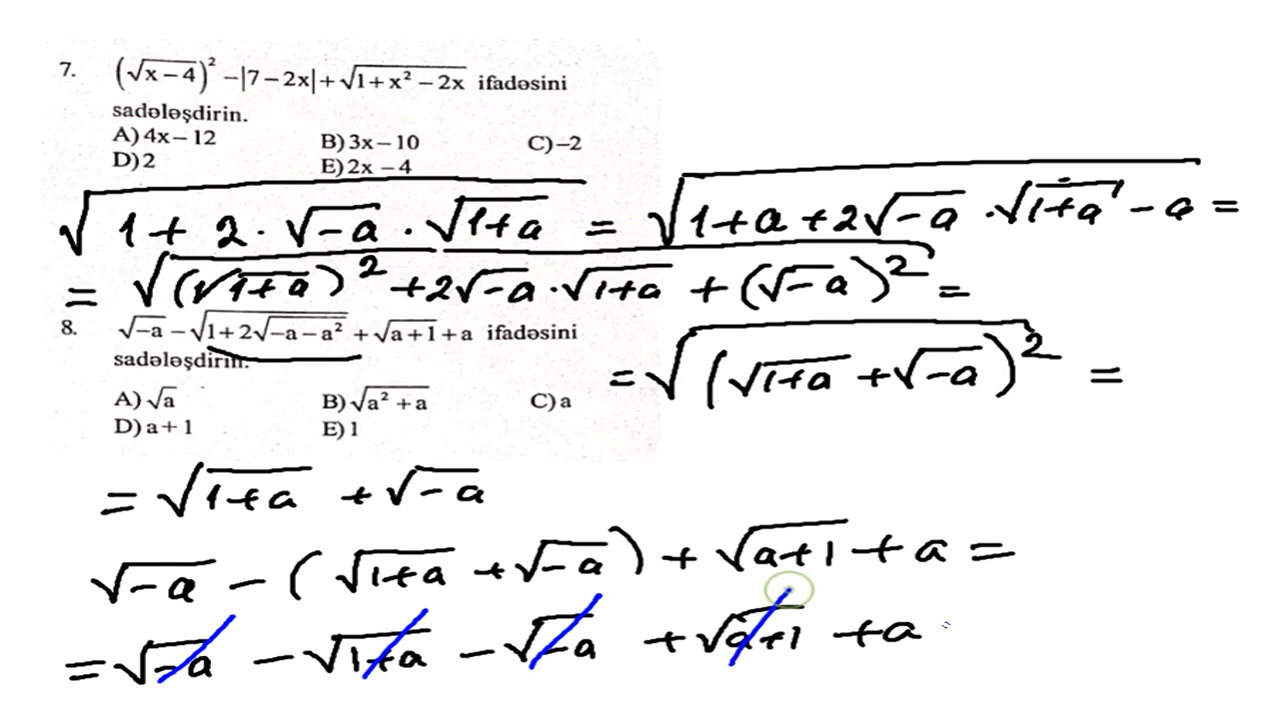 7. (√x−4)² −|7−2x|+√1+x²−2x ifadəsini
sadələşdirin.
A) 4x−12 B) 3x−10 C) −2
D) 2 E) 2x−4
√1+2·√−a·√1+a = √1+a+2√−a·√1+a−a =
= √(√1+a)²+2√−a·√1+a+(√−a)² =
8. √−a −√1+2√−a−a² +√a+1+a ifadəsini
sadələşdirin.
= √(√1+a+√−a)² =
A) √a B) √a²+a C) a
D) a+1 E) 1
= √1+a +√−a
√−a −(√1+a+√−a)+√a+1+a=
=√−a −√1+a −√−a +√a+1 +a =